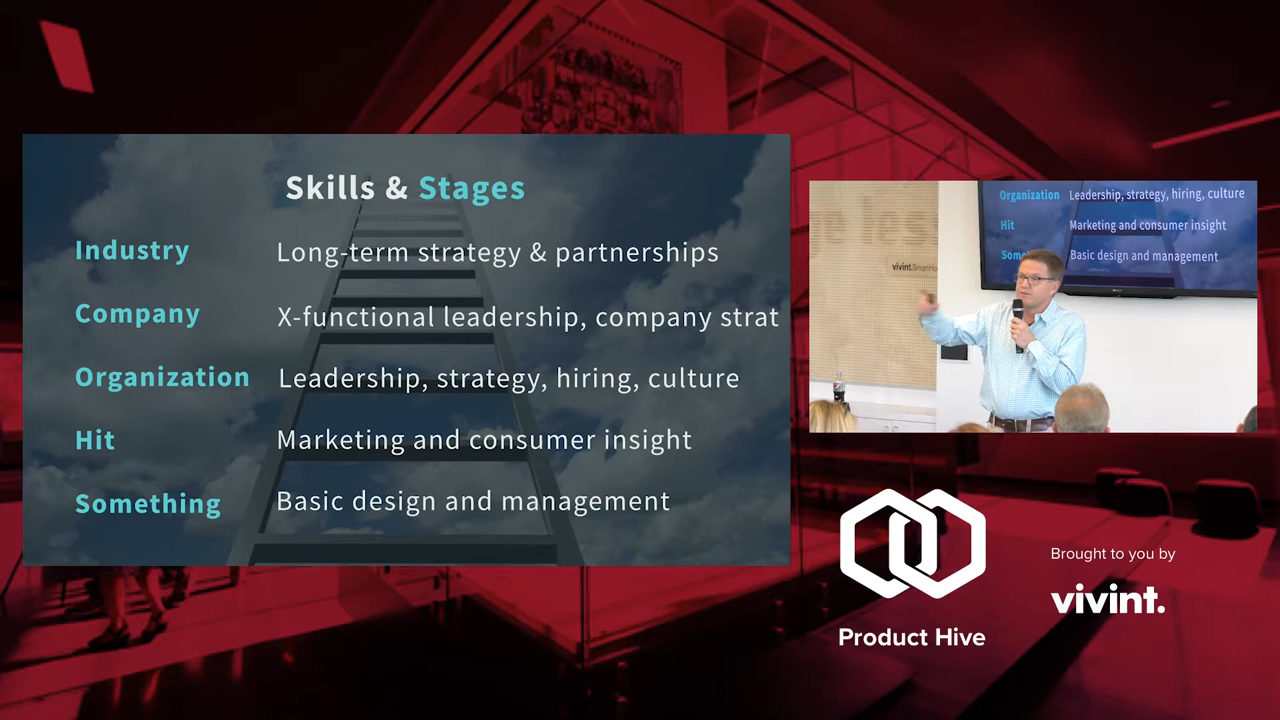 Skills & Stages
Industry Long-term strategy & partnerships
Company X-functional leadership, company strat
Organization Leadership, strategy, hiring, culture
Hit Marketing and consumer insight
Something Basic design and management
Organization Leadership, strategy, hiring, culture
Hit Marketing and consumer insight
Basic design and management
Brought to you by
vivint.
Product Hive